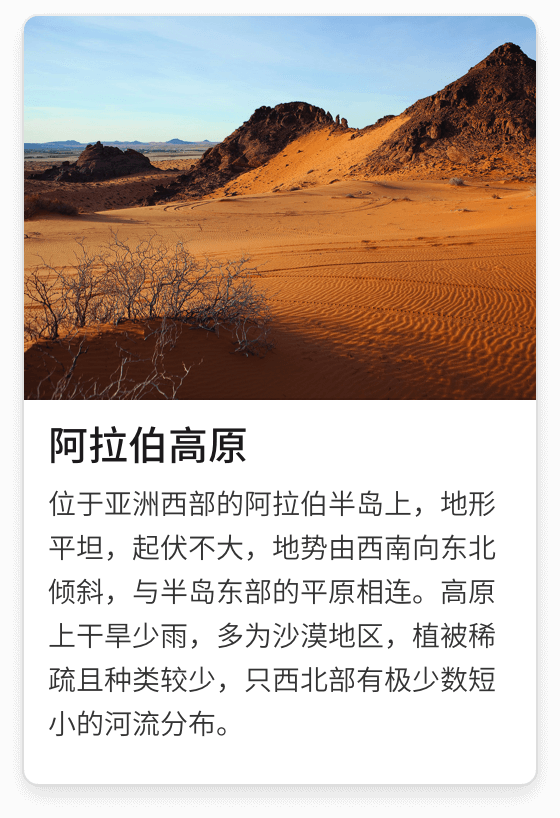 阿拉伯高原
位于亚洲西部的阿拉伯半岛上，地形
平坦，起伏不大，地势由西南向东北
倾斜，与半岛东部的平原相连。高原
上干旱少雨，多为沙漠地区，植被稀
疏且种类较少，只西北部有极少数短
小的河流分布。